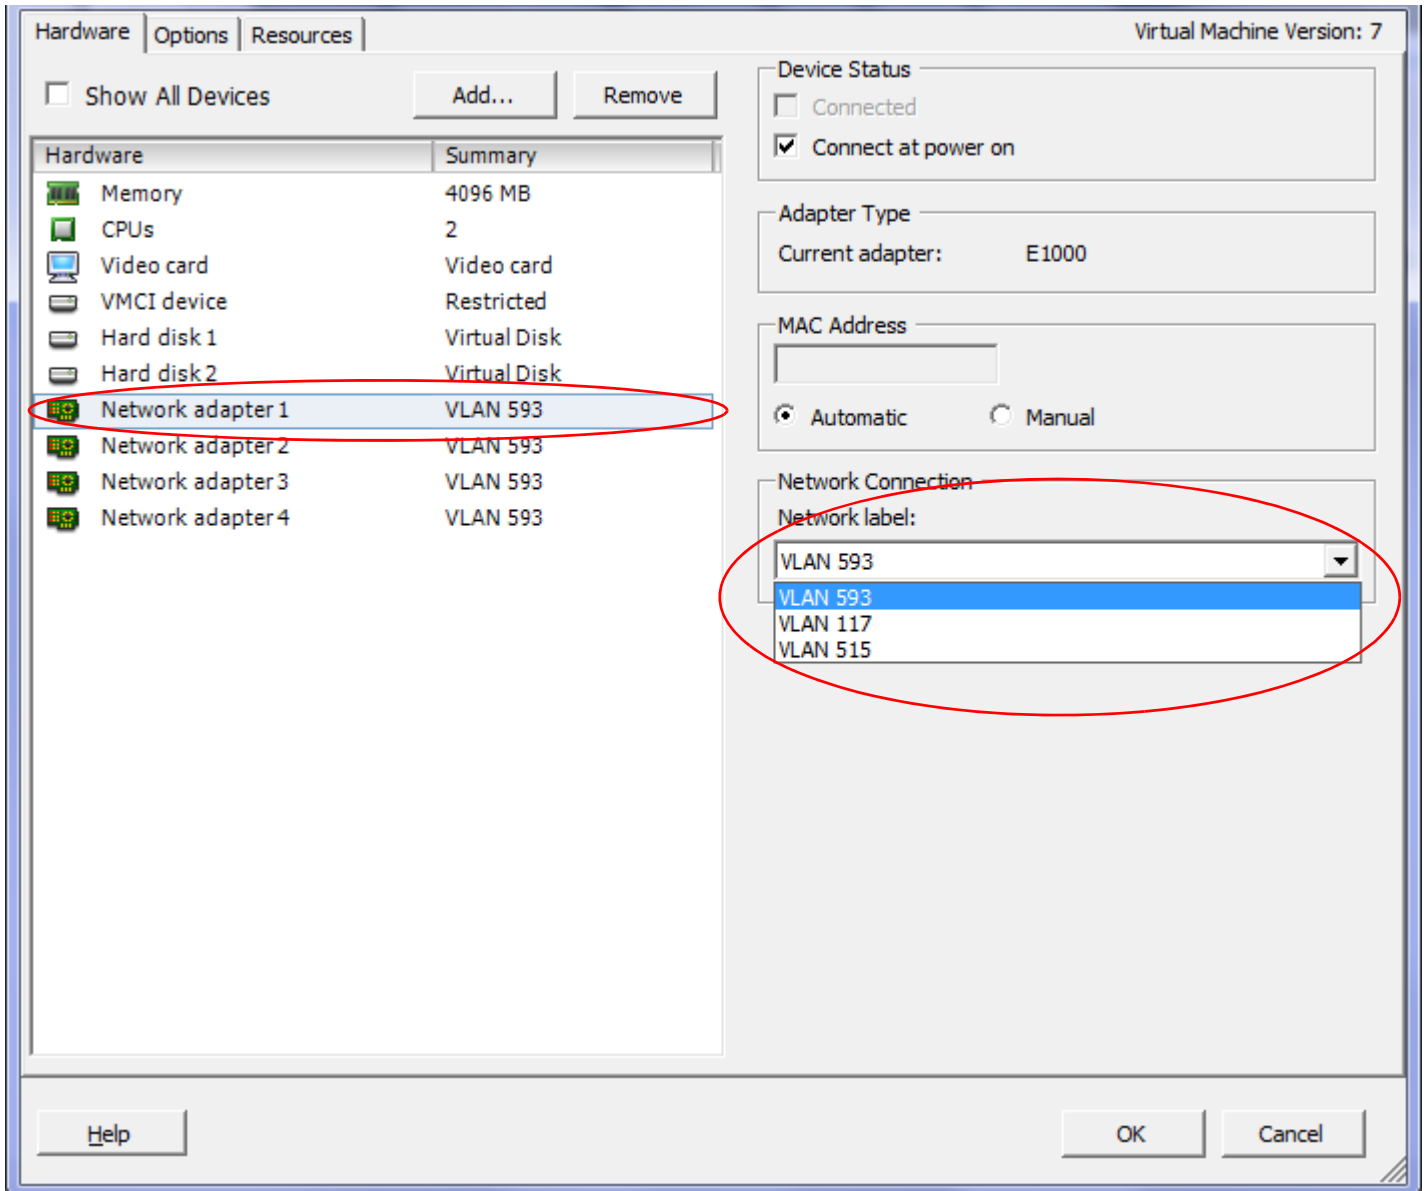 Hardware Options Resources Virtual Machine Version: 7
Show All Devices Add... Remove
Hardware Summary
Memory 4096 MB
CPUs 2
Video card Video card
VMCI device Restricted
Hard disk 1 Virtual Disk
Hard disk 2 Virtual Disk
Network adapter 1 VLAN 593
Network adapter 2 VLAN 593
Network adapter 3 VLAN 593
Network adapter 4 VLAN 593
Device Status
Connected
Connect at power on
Adapter Type
Current adapter: E1000
MAC Address
Automatic Manual
Network Connection
Network label:
VLAN 593
VLAN 593
VLAN 117
VLAN 515
Help OK Cancel